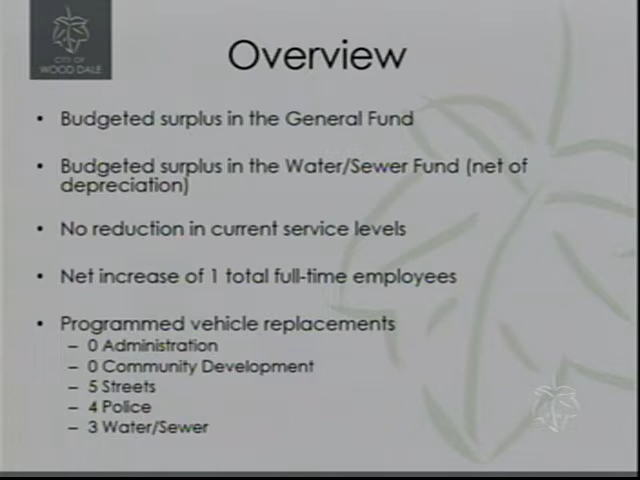 CITY OF
WOOD DALE
Overview
• Budgeted surplus in the General Fund
• Budgeted surplus in the Water/Sewer Fund (net of
depreciation)
• No reduction in current service levels
• Net increase of 1 total full-time employees
• Programmed vehicle replacements
– 0 Administration
– 0 Community Development
– 5 Streets
– 4 Police
– 3 Water/Sewer